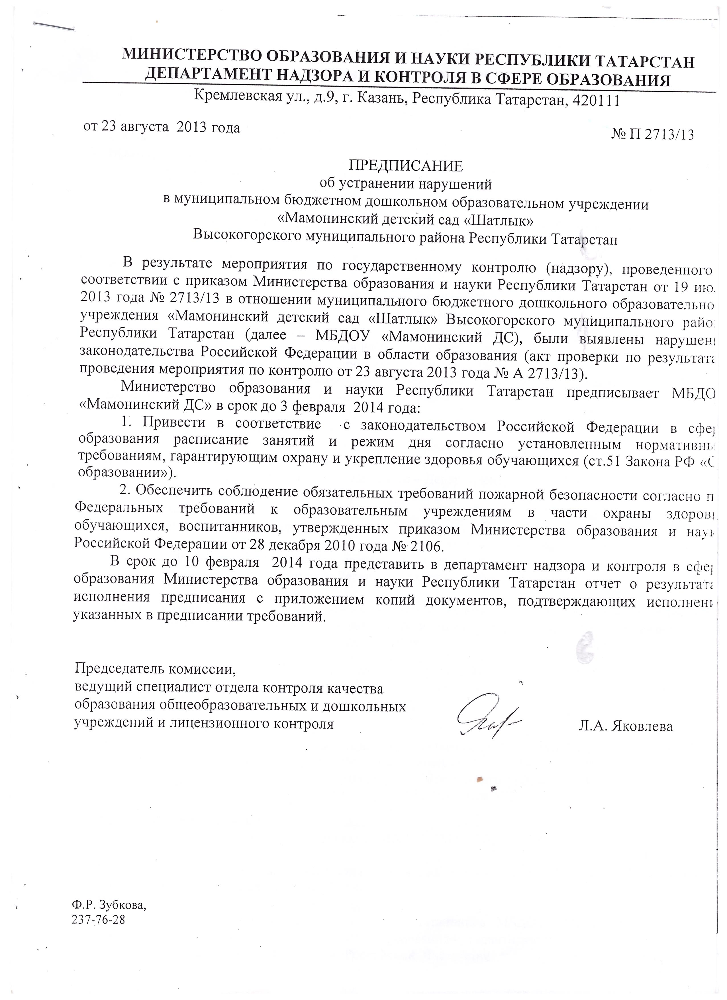 МИНИСТЕРСТВО ОБРАЗОВАНИЯ И НАУКИ РЕСПУБЛИКИ ТАТАРСТАН
ДЕПАРТАМЕНТ НАДЗОРА И КОНТРОЛЯ В СФЕРЕ ОБРАЗОВАНИЯ
Кремлевская ул., д.9, г. Казань, Республика Татарстан, 420111
от 23 августа 2013 года
№ П 2713/13
ПРЕДПИСАНИЕ
об устранении нарушений
в муниципальном бюджетном дошкольном образовательном учреждении
«Мамонинский детский сад «Шатлык»
Высокогорского муниципального района Республики Татарстан
В результате мероприятия по государственному контролю (надзору), проведенного
соответствии с приказом Министерства образования и науки Республики Татарстан от 19
2013 года № 2713/13 в отношении муниципального бюджетного дошкольного образовательно
учреждения «Мамонинский детский сад «Шатлык» Высокогорского муниципального райо
Республики Татарстан (далее – МБДОУ «Мамонинский ДС), были выявлены нарушен
законодательства Российской Федерации в области образования (акт проверки по результата
проведения мероприятия по контролю от 23 августа 2013 года № А 2713/13).
Министерство образования и науки Республики Татарстан предписывает МБДО
«Мамонинский ДС» в срок до 3 февраля 2014 года:
1. Привести в соответствие с законодательством Российской Федерации в сфер
образования расписание занятий и режим дня согласно установленным нормативны
требованиям, гарантирующим охрану и укрепление здоровья обучающихся (ст.51 Закона РФ «О
образовании»).
2. Обеспечить соблюдение обязательных требований пожарной безопасности согласно п
Федеральных требований к образовательным учреждениям в части охраны здоровь
обучающихся, воспитанников, утвержденных приказом Министерства образования и наук
Российской Федерации от 28 декабря 2010 года № 2106.
В срок до 10 февраля 2014 года представить в департамент надзора и контроля в сфер
образования Министерства образования и науки Республики Татарстан отчет о результата
исполнения предписания с приложением копий документов, подтверждающих исполнен
указанных в предписании требований.
Председатель комиссии,
ведущий специалист отдела контроля качества
образования общеобразовательных и дошкольных
учреждений и лицензионного контроля
Л.А. Яковлева
Ф.Р. Зубкова,
237-76-28